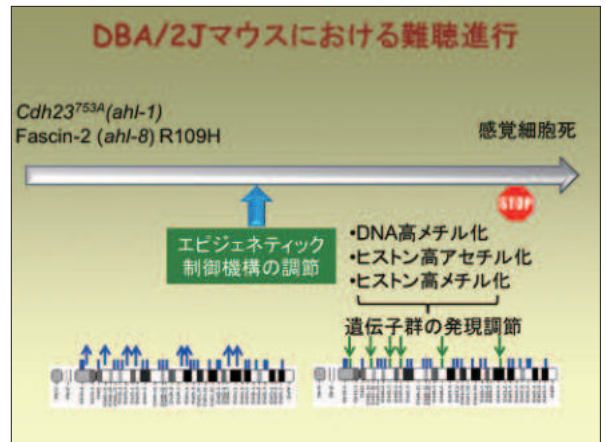 DBA/2Jマウスにおける難聴進行
Cdh23753A(ahl-1)
Fascin-2 (ahl-8) R109H
感覚細胞死
STOP
エピジェネティック
制御機構の調節
•DNA高メチル化
•ヒストン高アセチル化
•ヒストン高メチル化
遺伝子群の発現調節